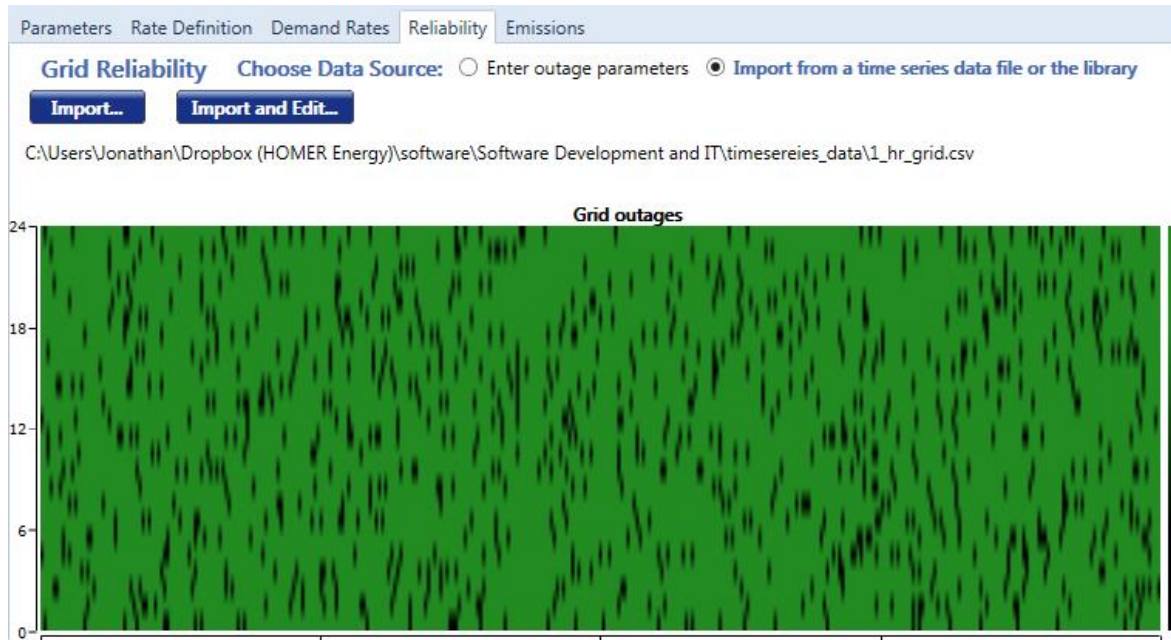 Parameters Rate Definition Demand Rates Reliability Emissions
Grid Reliability Choose Data Source: Enter outage parameters Import from a time series data file or the library
Import... Import and Edit...
C:\Users\Jonathan\Dropbox (HOMER Energy)\software\Software Development and IT\timesereies_data\1_hr_grid.csv
Grid outages
24
18
12
6
0